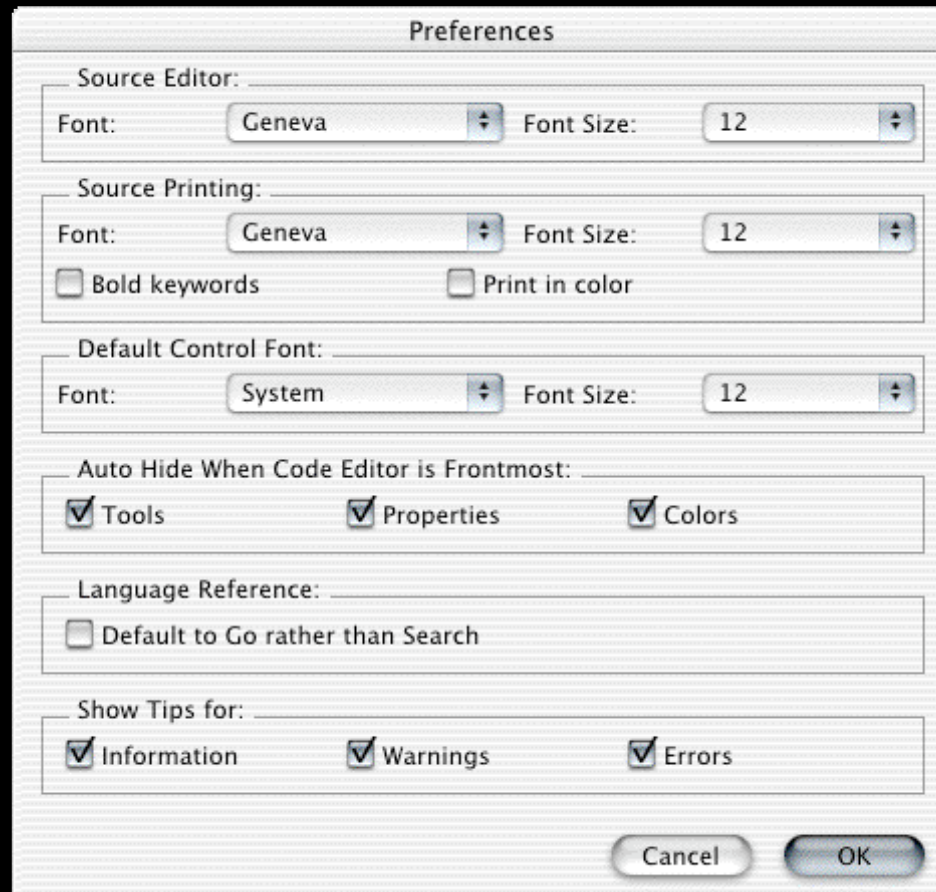 Preferences
Source Editor:
Font: Geneva Font Size: 12
Source Printing:
Font: Geneva Font Size: 12
Bold keywords Print in color
Default Control Font:
Font: System Font Size: 12
Auto Hide When Code Editor is Frontmost:
Tools Properties Colors
Language Reference:
Default to Go rather than Search
Show Tips for:
Information Warnings Errors
Cancel OK